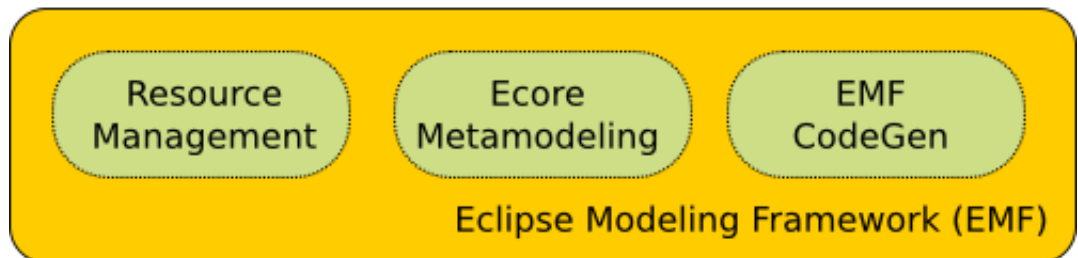 Resource
Management
Ecore
Metamodeling
EMF
CodeGen
Eclipse Modeling Framework (EMF)